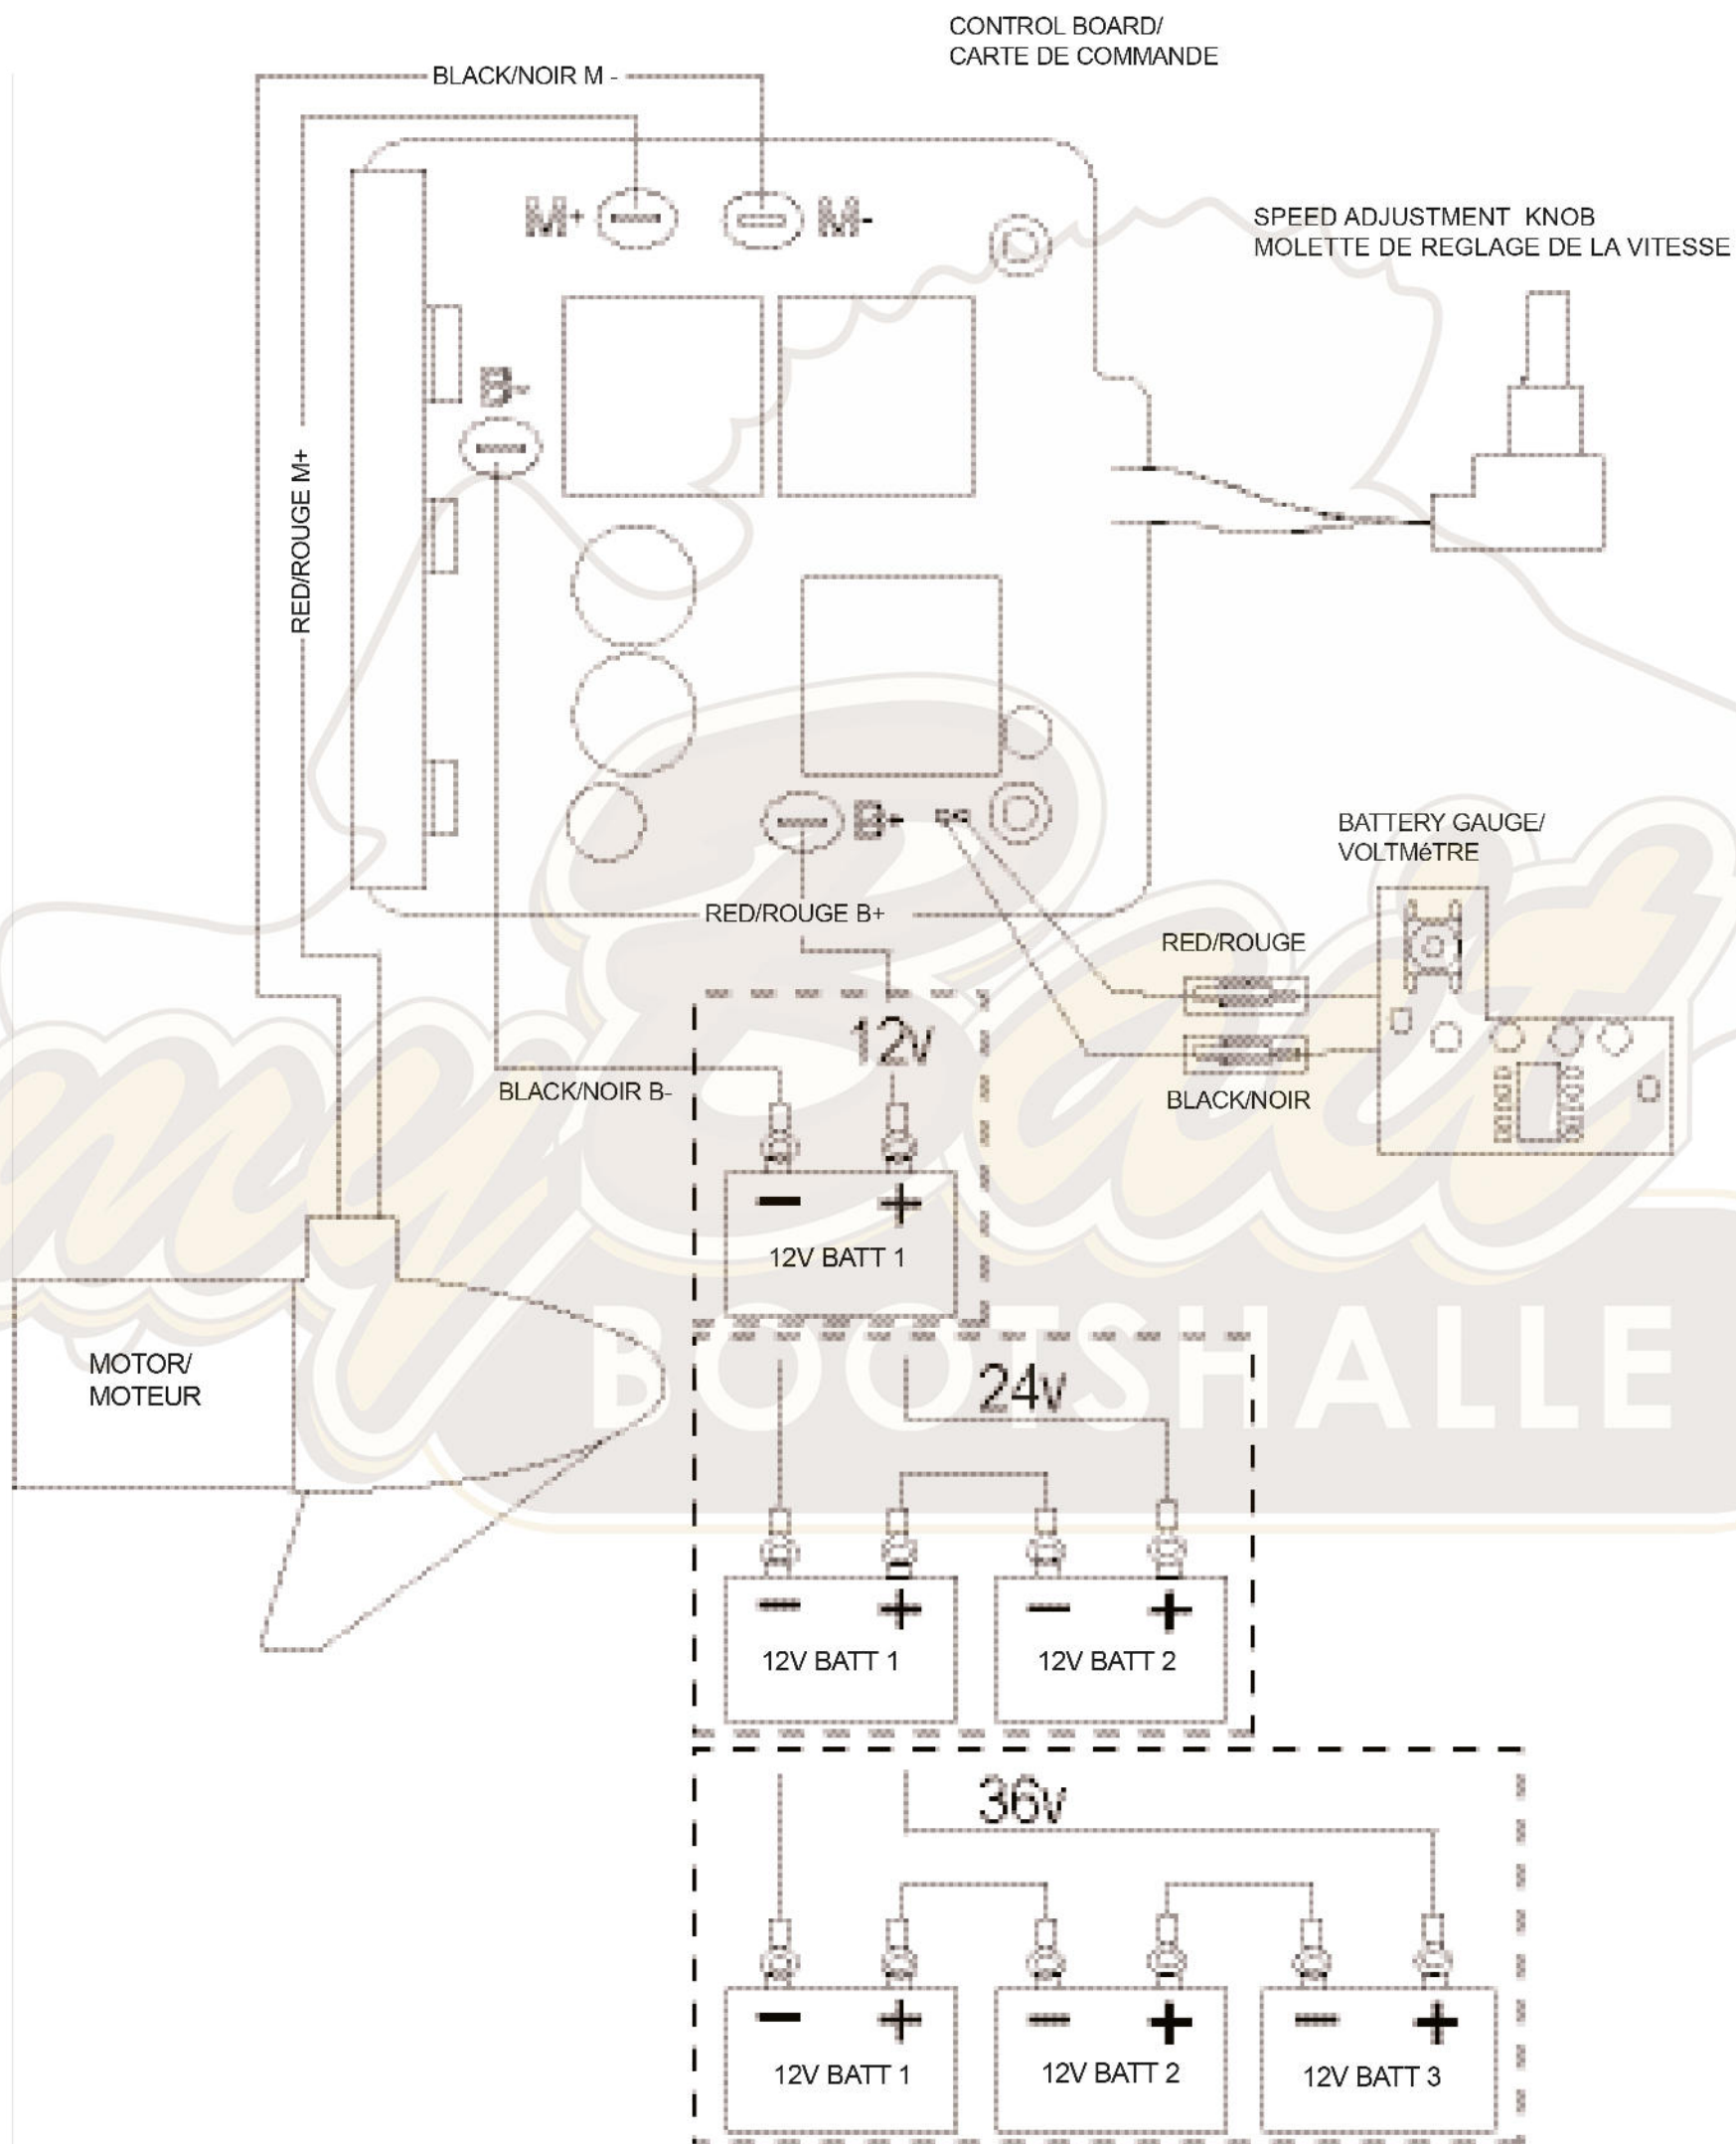 CONTROL BOARD/
CARTE DE COMMANDE
BLACK/NOIR M -
M+
M-
SPEED ADJUSTMENT KNOB
MOLETTE DE REGLAGE DE LA VITESSE
B-
RED/ROUGE M+
B+
BATTERY GAUGE/
VOLTMéTRE
RED/ROUGE B+
RED/ROUGE
12v
BLACK/NOIR B-
BLACK/NOIR
- +
12V BATT 1
my Boat
BOOTSHALLE
MOTOR/
MOTEUR
24v
- + - +
12V BATT 1
12V BATT 2
36v
- + - + - +
12V BATT 1
12V BATT 2
12V BATT 3